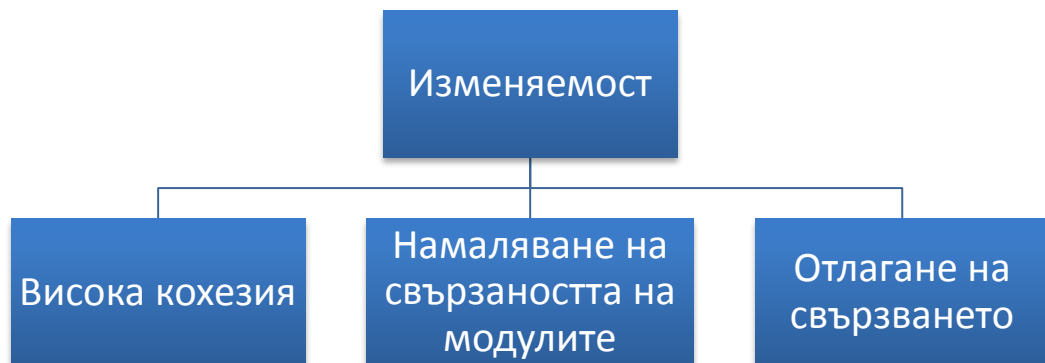 Изменяемост
Висока кохезия
Намаляване на
свързаността на
модулите
Отлагане на
свързването